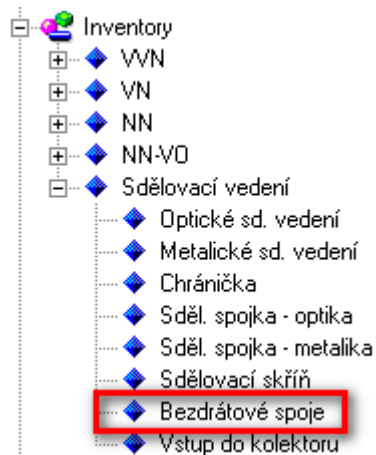 Inventory
VVN
VN
NN
NN-VO
Sdělovací vedení
Optické sd. vedení
Metalické sd. vedení
Chránička
Sděl. spojka - optika
Sděl. spojka - metalika
Sdělovací skříň
Bezdrátové spoje
Vstup do kolektoru